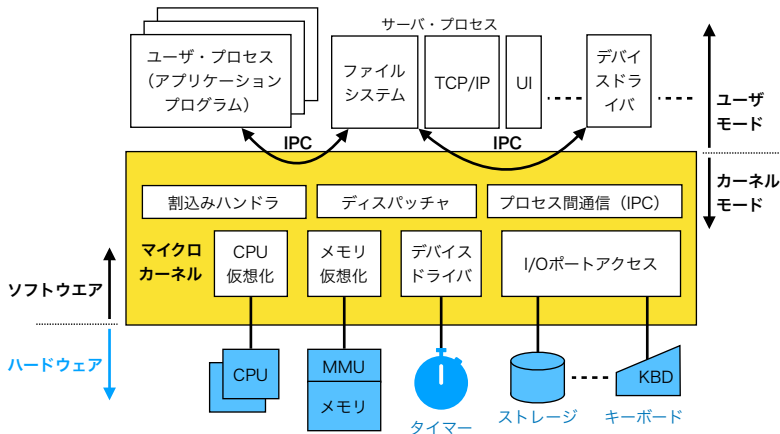 サーバ・プロセス
ユーザ・プロセス
（アプリケーション
プログラム）
ファイル
システム
TCP/IP
UI
デバイ
スドラ
イバ
ユーザ
モード
IPC
IPC
カーネル
モード
割込みハンドラ
ディスパッチャ
プロセス間通信（IPC）
マイクロ
カーネル
CPU
仮想化
メモリ
仮想化
デバイス
ドライバ
I/Oポートアクセス
ソフトウエア
ハードウェア
CPU
MMU
メモリ
タイマー
ストレージ
KBD
キーボード